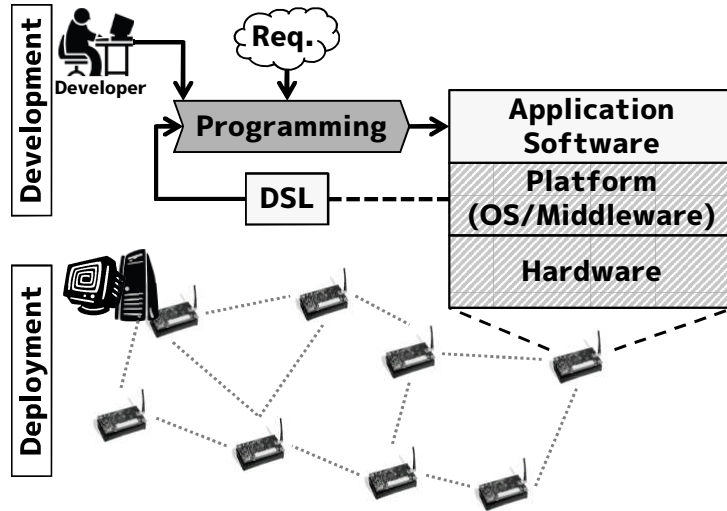 Development
Developer
Req.
Programming
Application
Software
DSL
Platform
(OS/Middleware)
Hardware
Deployment